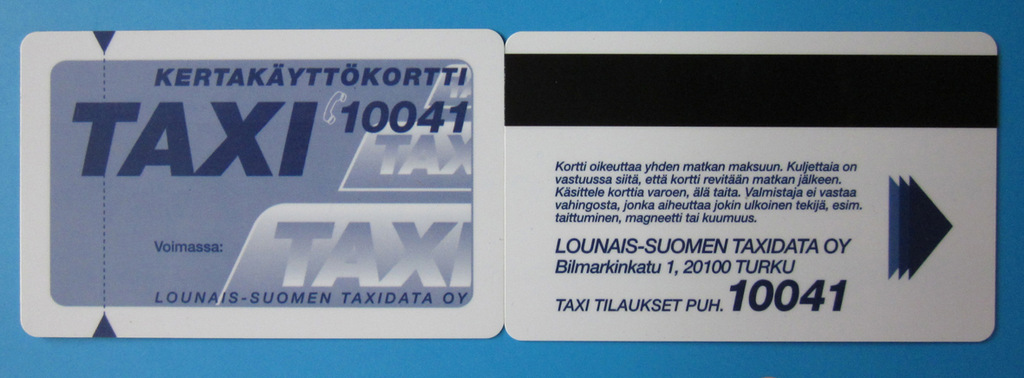 KERTAKÄYTTÖKORTTI
TAXI 10041
TAXI
TAXI
TAXI
Voimassa:
LOUNAIS-SUOMEN TAXIDATA OY
Kortti oikeuttaa yhden matkan maksuun. Kuljettaja on
vastuussa siitä, että kortti revitään matkan jälkeen.
Käsittele korttia varoen, älä taita. Valmistaja ei vastaa
vahingosta, jonka aiheuttaa jokin ulkoinen tekijä, esim.
taittuminen, magneetti tai kuumuus.
LOUNAIS-SUOMEN TAXIDATA OY
Bilmarkinkatu 1, 20100 TURKU
TAXI TILAUKSET PUH. 10041